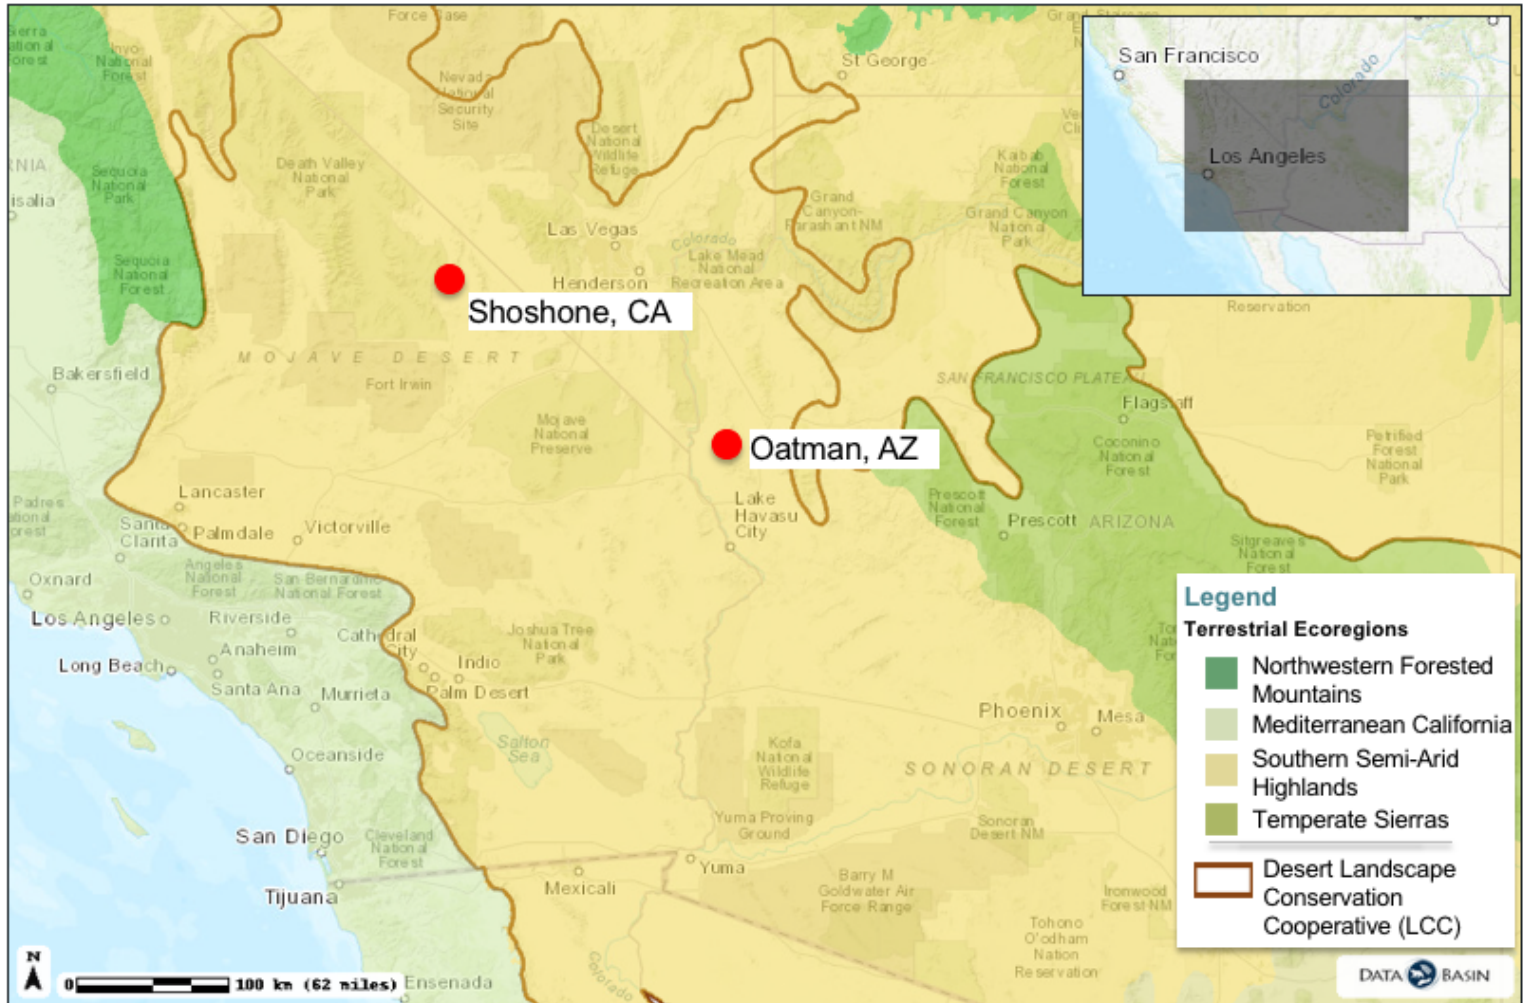 Force Base
Sierra
National
Forest
Inyo
National
Forest
Nevada
National
Security
Site
St George
Desert
National
Wildlife
Refuge
San Francisco
Colorado
Los Angeles
RNIA
Sequoia
National
Park
isalia
Death Valley
National
Park
Kaibab
National
Forest
Grand
Canyon-
Parashant NM
Grand Canyon
National
Park
Las Vegas
Colorado
Lake Mead
National
Recreation Area
Henderson
Sequoia
National
Forest
Shoshone, CA
Reservation
MOJAVE DESERT
Fort Irwin
Bakersfield
SAN FRANCISCO PLATEAU
Flagstaff
Mojave
National
Preserve
Oatman, AZ
Coconino
National
Forest
Petrified
Forest
National
Park
Lancaster
Padres
Santa
Clarita
Palmdale
Victorville
Lake
Havasu
City
Prescott
National
Forest
Prescott
ARIZONA
Sitgreaves
National
Forest
Oxnard
Angeles
National
Forest
San Bernardino
National Forest
Los Angeles
Riverside
Anaheim
Cathedral
City
Long Beach
Santa Ana
Murrieta
Indio
Palm Desert
Joshua Tree
National
Park
Oceanside
Salton
Sea
Kofa
National
Wildlife
Refuge
Phoenix
Mesa
SONORAN DESERT
San Diego
Cleveland
National
Forest
Tijuana
Mexicali
Yuma Proving
Ground
Yuma
Sonoran
Desert NM
Barry M
Goldwater Air
Force Range
Ironwood
Forest NM
Tohono
O'odham
Nation
Reservation
Colorado
Ensenada
Legend
Terrestrial Ecoregions
Northwestern Forested
Mountains
Mediterranean California
Southern Semi-Arid
Highlands
Temperate Sierras
Desert Landscape
Conservation
Cooperative (LCC)
N
0 100 km (62 miles)
DATA BASIN